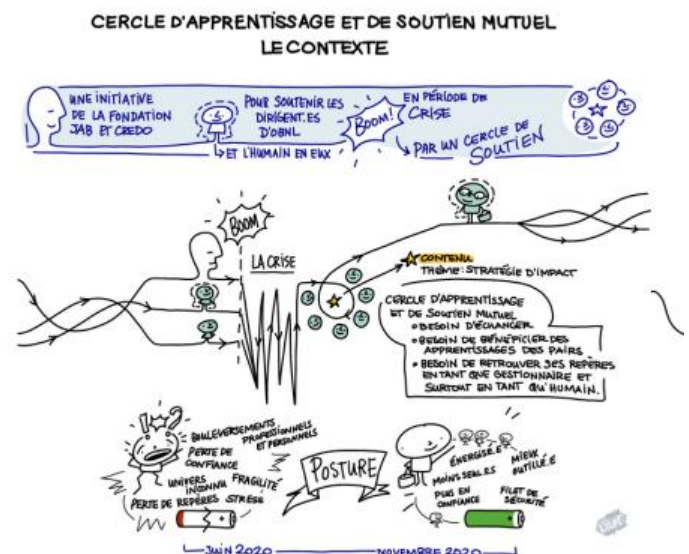 CERCLE D'APPRENTISSAGE ET DE SOUTIEN MUTUEL
LE CONTEXTE
UNE INITIATIVE
DE LA FONDATION
JAB ET CREDO
POUR SOUTENIR LES
DIRIGENT.ES
D'OBNL
ET L'HUMAIN EN EUX
BOOM!
EN PÉRIODE DE
CRISE
PAR UN CERCLE DE
SOUTIEN
BOOM
LA CRISE
CONTENU
THÈME: STRATÉGIE D'IMPACT
CERCLE D'APPRENTISSAGE
ET DE SOUTIEN MUTUEL
• BESOIN D'ÉCHANGER
• BESOIN DE BÉNÉFICIER DES
APPRENTISSAGES DES PAIRS
• BESOIN DE RETROUVER SES REPÈRES
EN TANT QUE GESTIONNAIRE ET
SURTOUT EN TANT QU'HUMAIN.
!?
BOULEVERSEMENTS
PROFESSIONNELS
ET PERSONNELS
PERTE DE
CONFIANCE
UNIVERS
INCONNU
FRAGILITÉ
PERTE DE REPÈRES
STRESS
POSTURE
ÉNERGISÉ.E
MIEUX
OUTILLÉ.E
MOINS SEUL.ES
PLUS EN
CONFIANCE
FILET DE
SÉCURITÉ
JUIN 2020
NOVEMBRE 2020